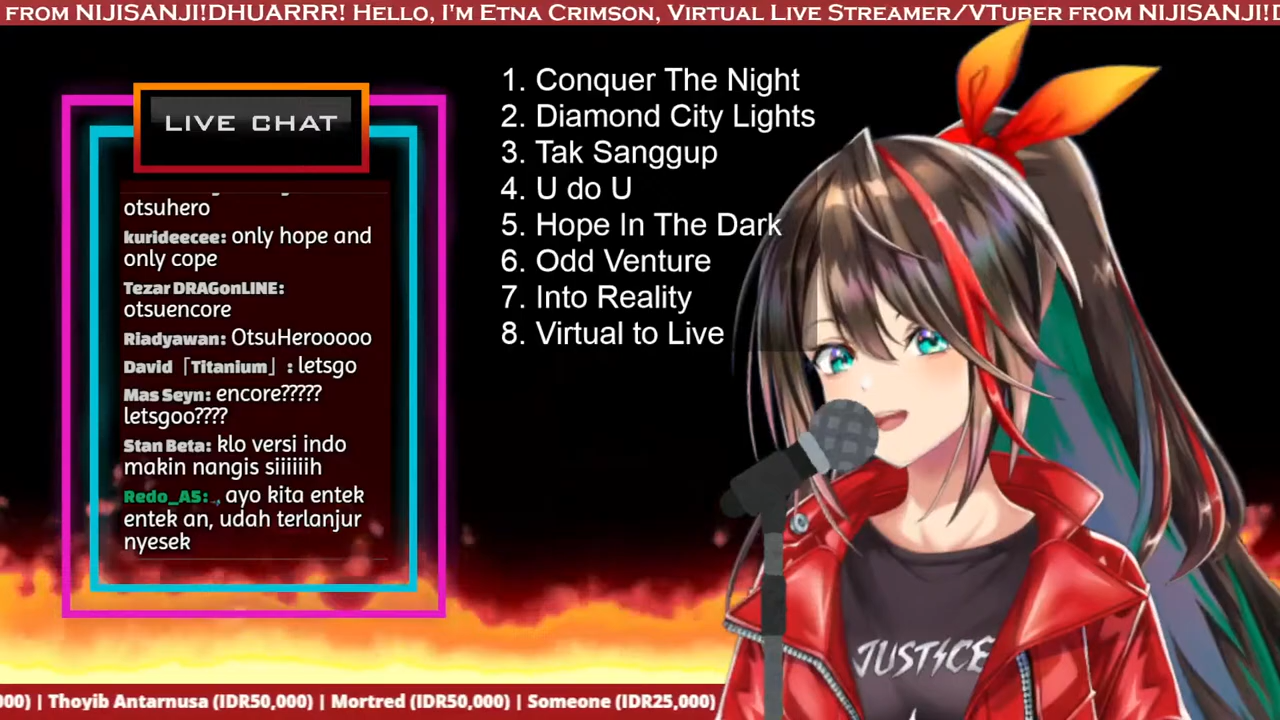 FROM NIJISANJI!DHUARRR! HELLO, I'M ETNA CRIMSON, VIRTUAL LIVE STREAMER/VTUBER FROM NIJISANJI!D
LIVE CHAT
otsuhero
kurideecee: only hope and
only cope
Tezar DRAGonLINE:
otsuencore
Riadyawan: OtsuHerooooo
David「Titanium」: letsgo
Mas Seyn: encore?????
letsgoo????
Stan Beta: klo versi indo
makin nangis siiiiiih
Redo_A5: , ayo kita entek
entek an, udah terlanjur
nyesek
1. Conquer The Night
2. Diamond City Lights
3. Tak Sanggup
4. U do U
5. Hope In The Dark
6. Odd Venture
7. Into Reality
8. Virtual to Live
JUSTICE
000) | Thoyib Antarnusa (IDR50,000) | Mortred (IDR50,000) | Someone (IDR25,000)